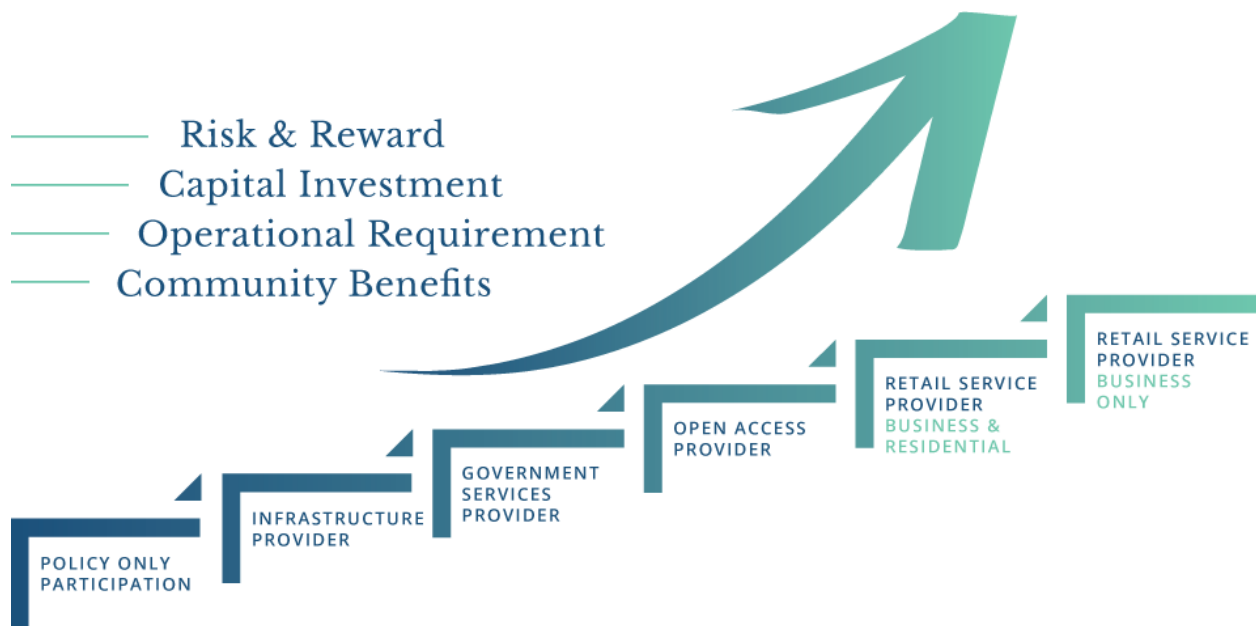 Risk & Reward
Capital Investment
Operational Requirement
Community Benefits
POLICY ONLY
PARTICIPATION
INFRASTRUCTURE
PROVIDER
GOVERNMENT
SERVICES
PROVIDER
OPEN ACCESS
PROVIDER
RETAIL SERVICE
PROVIDER
BUSINESS &
RESIDENTIAL
RETAIL SERVICE
PROVIDER
BUSINESS
ONLY